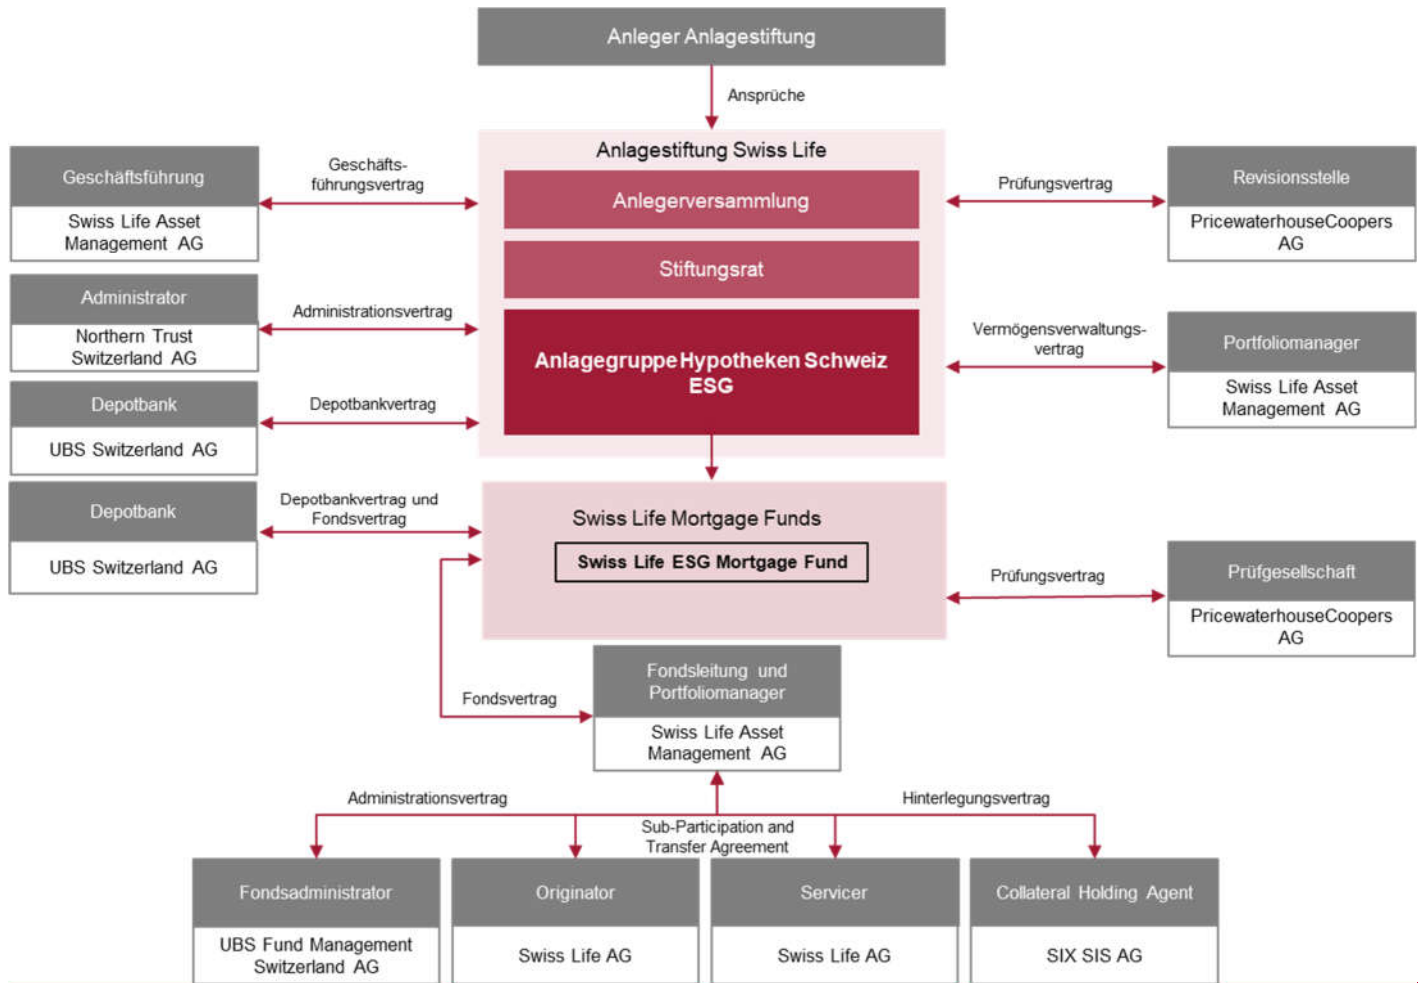 Anleger Anlagestiftung
Ansprüche
Anlagestiftung Swiss Life
Anlegerversammlung
Stiftungsrat
Anlagegruppe Hypotheken Schweiz
ESG
Geschäftsführung
Swiss Life Asset
Management AG
Geschäfts-
führungsvertrag
Administrator
Northern Trust
Switzerland AG
Administrationsvertrag
Depotbank
UBS Switzerland AG
Depotbankvertrag
Prüfungsvertrag
Revisionsstelle
PricewaterhouseCoopers
AG
Vermögensverwaltungs-
vertrag
Portfoliomanager
Swiss Life Asset
Management AG
Depotbank
UBS Switzerland AG
Depotbankvertrag und
Fondsvertrag
Swiss Life Mortgage Funds
Swiss Life ESG Mortgage Fund
Prüfungsvertrag
Prüfgesellschaft
PricewaterhouseCoopers
AG
Fondsvertrag
Fondsleitung und
Portfoliomanager
Swiss Life Asset
Management AG
Administrationsvertrag
Sub-Participation and
Transfer Agreement
Hinterlegungsvertrag
Fondsadministrator
UBS Fund Management
Switzerland AG
Originator
Swiss Life AG
Servicer
Swiss Life AG
Collateral Holding Agent
SIX SIS AG